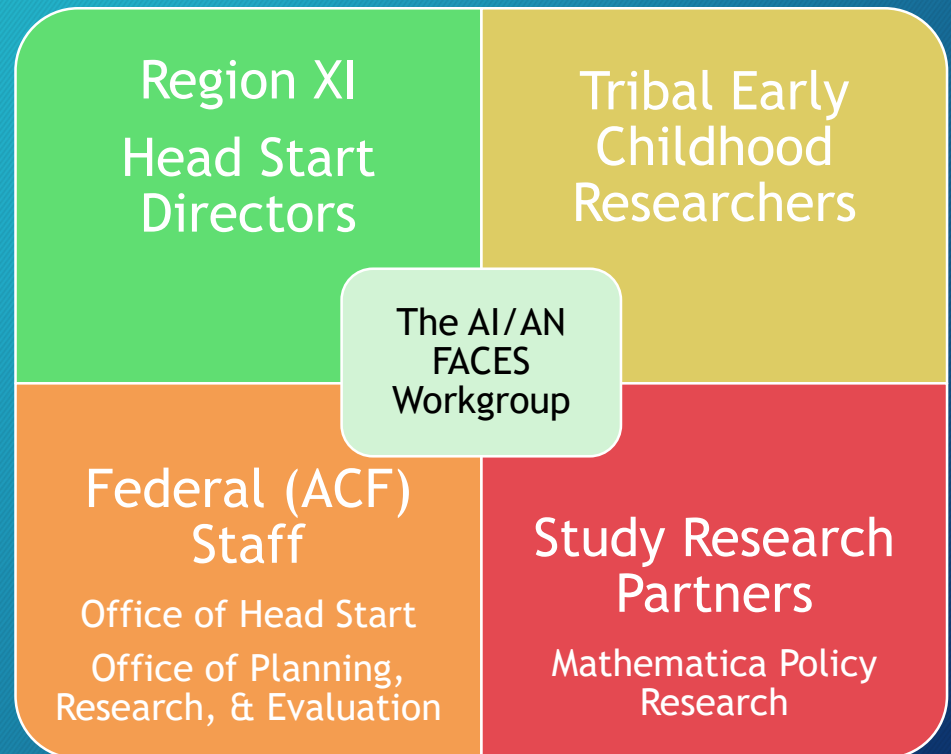 Region XI
Head Start
Directors
Tribal Early
Childhood
Researchers
The AI/AN
FACES
Workgroup
Federal (ACF)
Staff
Office of Head Start
Office of Planning,
Research, & Evaluation
Study Research
Partners
Mathematica Policy
Research